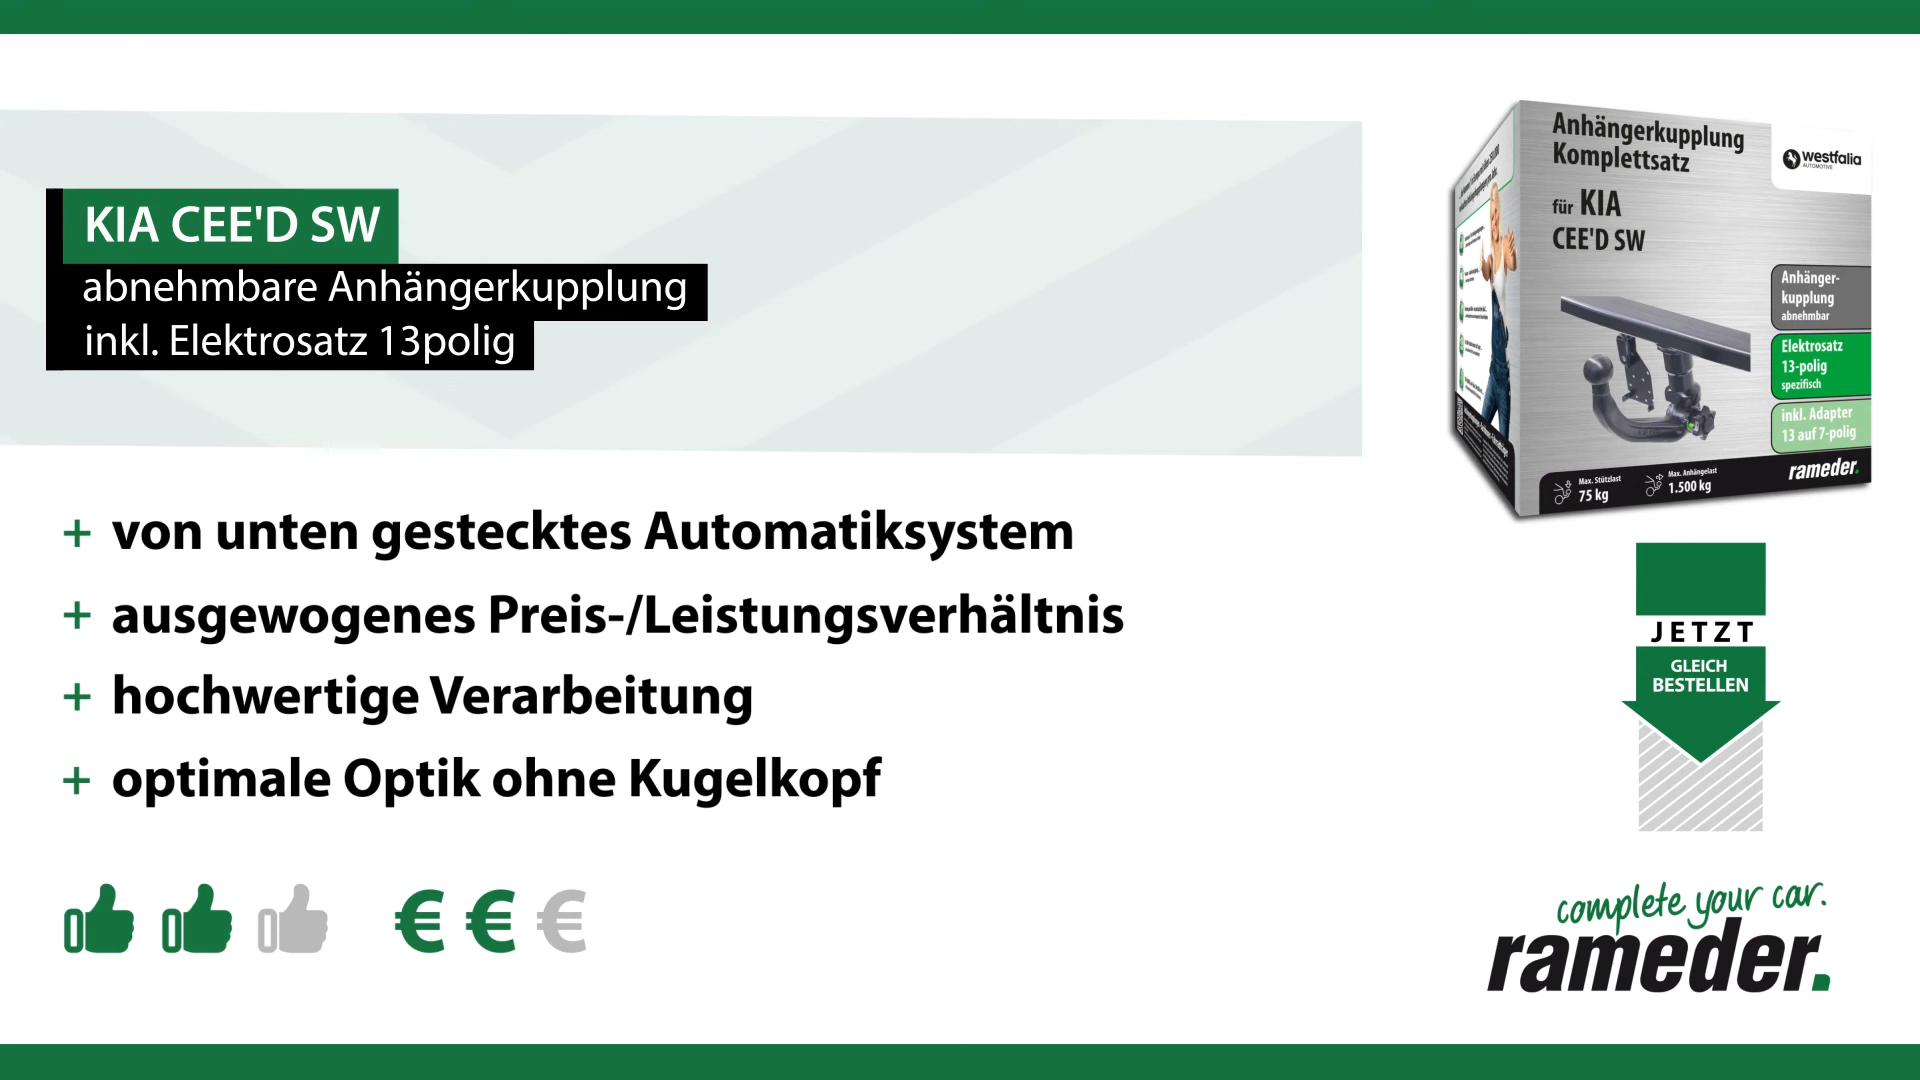 KIA CEE'D SW
abnehmbare Anhängerkupplung
inkl. Elektrosatz 13polig
+ von unten gestecktes Automatiksystem
+ ausgewogenes Preis-/Leistungsverhältnis
+ hochwertige Verarbeitung
+ optimale Optik ohne Kugelkopf
€ € €
Anhängerkupplung
Komplettsatz
westfalia
AUTOMOTIVE
für KIA
CEE'D SW
Anhänger-
kupplung
abnehmbar
Elektrosatz
13-polig
spezifisch
inkl. Adapter
13 auf 7-polig
rameder.
Max. Stützlast
75 kg
Max. Anhängelast
1.500 kg
JETZT
GLEICH
BESTELLEN
complete your car.
rameder.